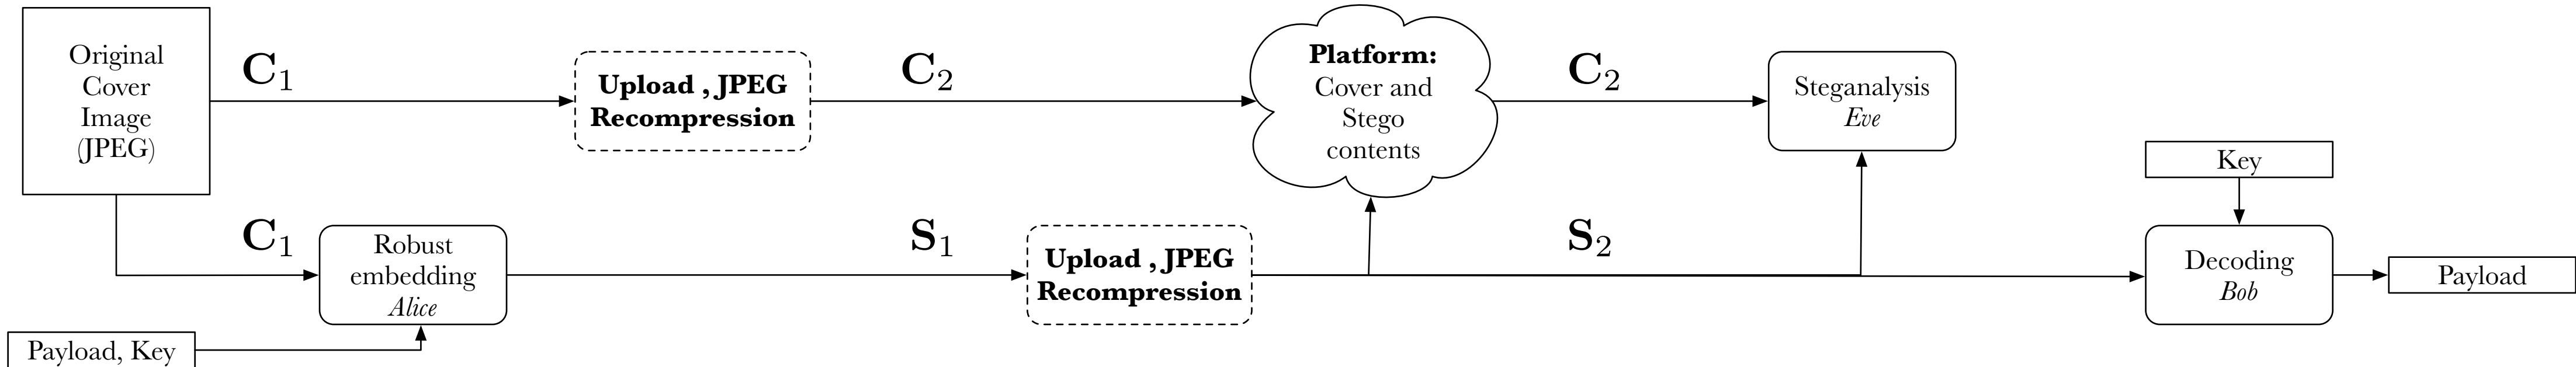 Original
Cover
Image
(JPEG)
C1
Upload , JPEG
Recompression
C2
Platform:
Cover and
Stego
contents
C2
Steganalysis
Eve
Key
C1
Robust
embedding
Alice
S1
Upload , JPEG
Recompression
S2
Decoding
Bob
Payload
Payload, Key